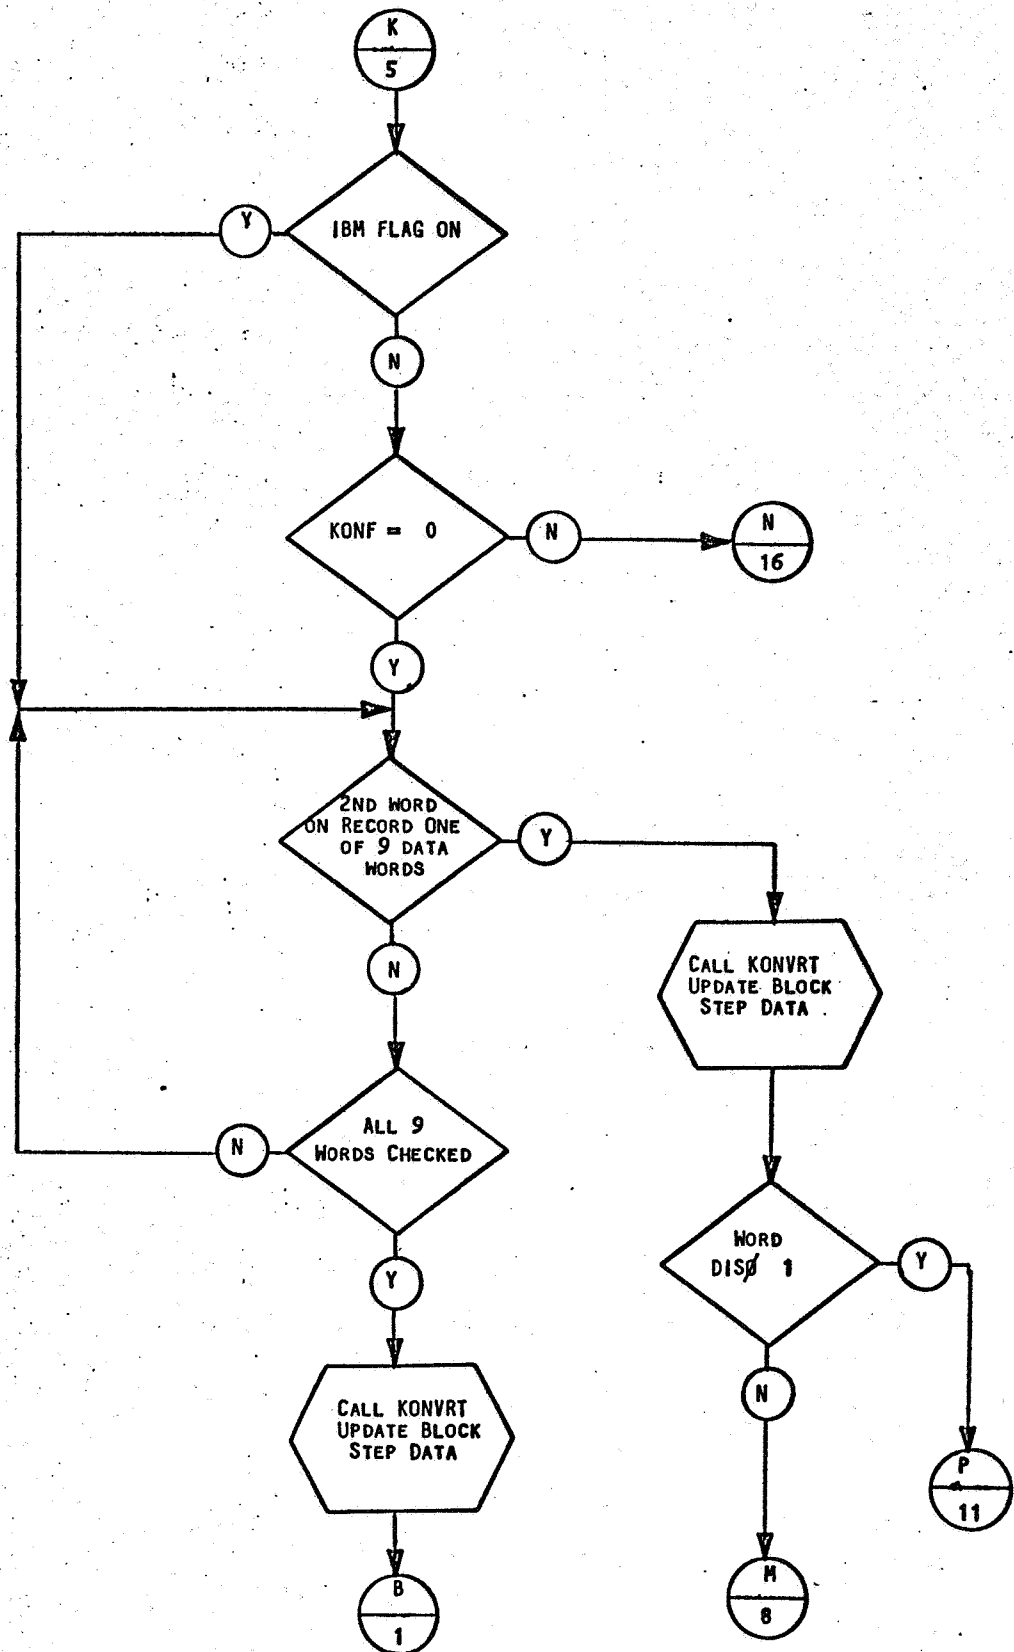 K
5
IBM FLAG ON
Y
N
KONF = 0
N
N
16
Y
2ND WORD
ON RECORD ONE
OF 9 DATA
WORDS
Y
N
CALL KONVRT
UPDATE BLOCK
STEP DATA
ALL 9
WORDS CHECKED
N
Y
WORD
DISØ 1
Y
N
CALL KONVRT
UPDATE BLOCK
STEP DATA
P
11
B
1
M
8